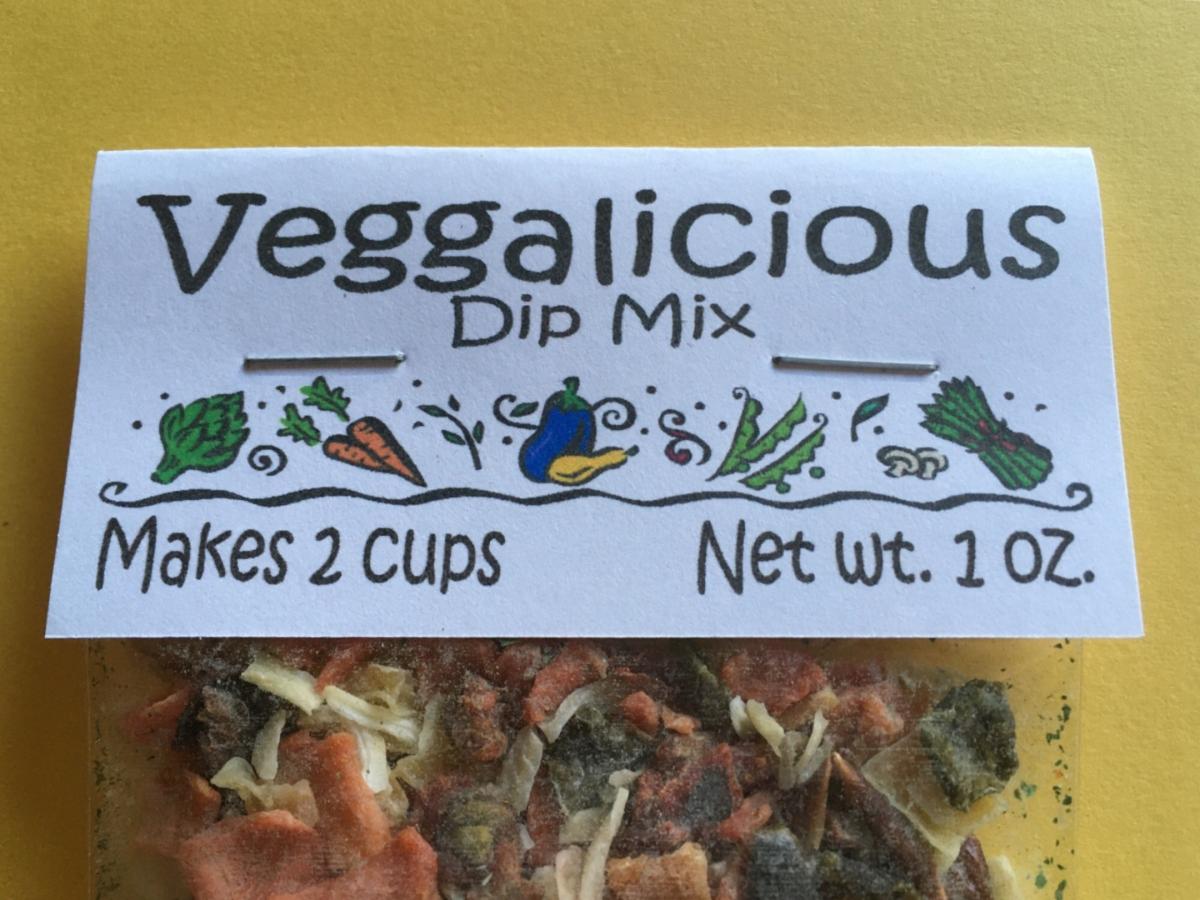 Veggalicious
Dip Mix
Makes 2 cups Net wt. 1 oz.